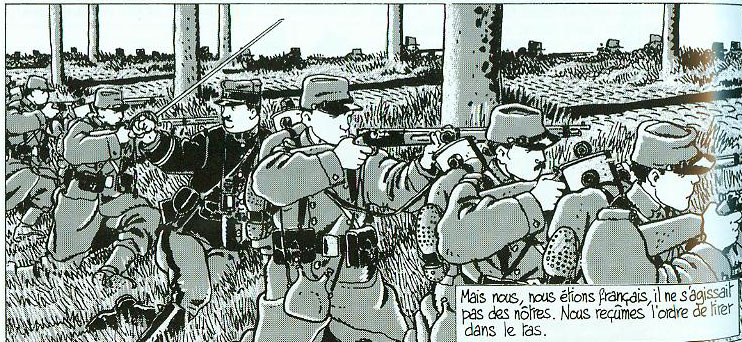 Mais nous, nous étions français, il ne s'agissait
pas des nôtres. Nous reçûmes l'ordre de tirer
dans le tas.